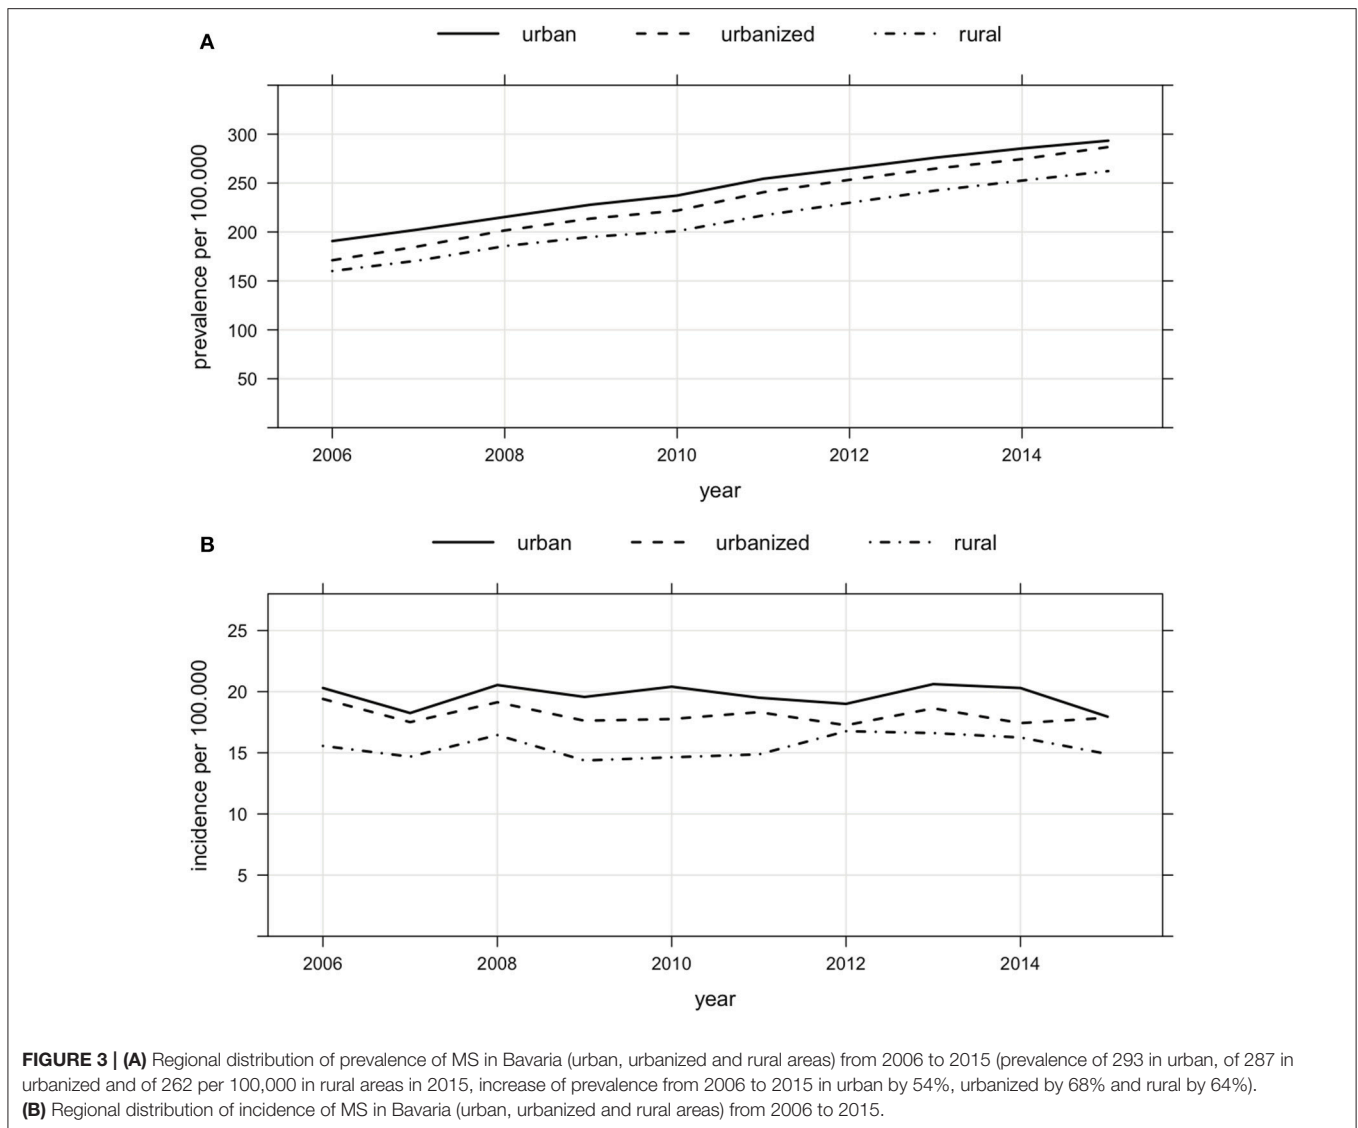 A
urban urbanized rural
300
250
200
150
100
50
prevalence per 100.000
2006 2008 2010 2012 2014
year
B
urban urbanized rural
25
20
15
10
5
incidence per 100.000
2006 2008 2010 2012 2014
year
FIGURE 3 | (A) Regional distribution of prevalence of MS in Bavaria (urban, urbanized and rural areas) from 2006 to 2015 (prevalence of 293 in urban, of 287 in
urbanized and of 262 per 100,000 in rural areas in 2015, increase of prevalence from 2006 to 2015 in urban by 54%, urbanized by 68% and rural by 64%).
(B) Regional distribution of incidence of MS in Bavaria (urban, urbanized and rural areas) from 2006 to 2015.